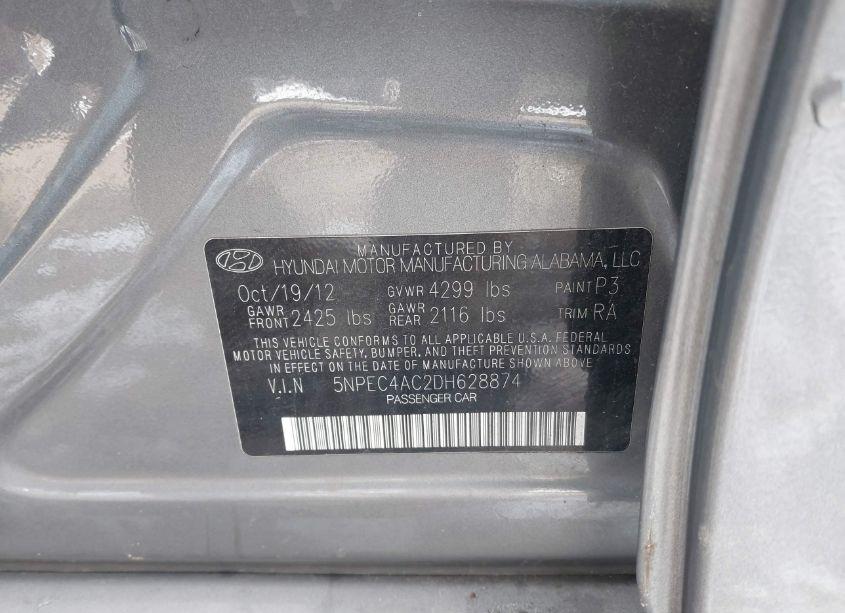 MANUFACTURED BY
HYUNDAI MOTOR MANUFACTURING ALABAMA, LLC
Oct/19/12 GVWR 4299 lbs PAINT P3
GAWR FRONT 2425 lbs GAWR REAR 2116 lbs TRIM RA
THIS VEHICLE CONFORMS TO ALL APPLICABLE U.S.A. FEDERAL
MOTOR VEHICLE SAFETY, BUMPER, AND THEFT PREVENTION STANDARDS
IN EFFECT ON THE DATE OF MANUFACTURE SHOWN ABOVE
V.I.N 5NPEC4AC2DH628874
PASSENGER CAR